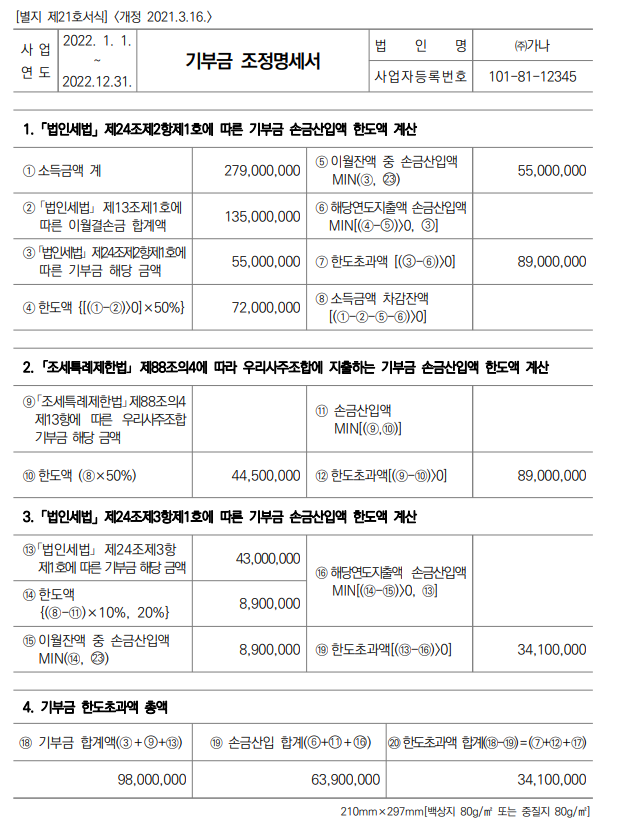 [별지 제21호서식] 〈개정 2021.3.16.〉
사 업
연 도
2022. 1. 1.
~
2022.12.31.
기부금 조정명세서
법 인 명
㈜가나
사업자등록번호
101-81-12345
1. 「법인세법」 제24조제2항제1호에 따른 기부금 손금산입액 한도액 계산
① 소득금액 계
279,000,000
⑤ 이월잔액 중 손금산입액
MIN(③, ㉓)
55,000,000
② 「법인세법」 제13조제1호에
따른 이월결손금 합계액
135,000,000
⑥ 해당연도지출액 손금산입액
MIN[(④-⑤)〉0, ③]
③ 「법인세법」 제24조제2항제1호에
따른 기부금 해당 금액
55,000,000
⑦ 한도초과액 [(③-⑥)〉0]
89,000,000
④ 한도액 {[(①-②)〉0]×50%}
72,000,000
⑧ 소득금액 차감잔액
[(①-②-⑤-⑥)〉0]
2. 「조세특례제한법」 제88조의4에 따라 우리사주조합에 지출하는 기부금 손금산입액 한도액 계산
⑨ 「조세특례제한법」 제88조의4
제13항에 따른 우리사주조합
기부금 해당 금액
⑪ 손금산입액
MIN[(⑨,⑩)]
⑩ 한도액 (⑧×50%)
44,500,000
⑫ 한도초과액[(⑨-⑩)〉0]
89,000,000
3. 「법인세법」 제24조제3항제1호에 따른 기부금 손금산입액 한도액 계산
⑬ 「법인세법」 제24조제3항
제1호에 따른 기부금 해당 금액
43,000,000
⑯ 해당연도지출액 손금산입액
MIN[(⑭-⑮)〉0, ⑬]
⑭ 한도액
{(⑧-⑪)×10%, 20%}
8,900,000
⑮ 이월잔액 중 손금산입액
MIN(⑭, ㉓)
8,900,000
⑲ 한도초과액[(⑬-⑯)〉0]
34,100,000
4. 기부금 한도초과액 총액
⑱ 기부금 합계액(③+⑨+⑬)
⑲ 손금산입 합계(⑥+⑪+⑯)
⑳ 한도초과액 합계(⑱-⑲)=(⑦+⑫+⑰)
98,000,000
63,900,000
34,100,000
210mm×297mm[백상지 80g/㎡ 또는 중질지 80g/㎡]